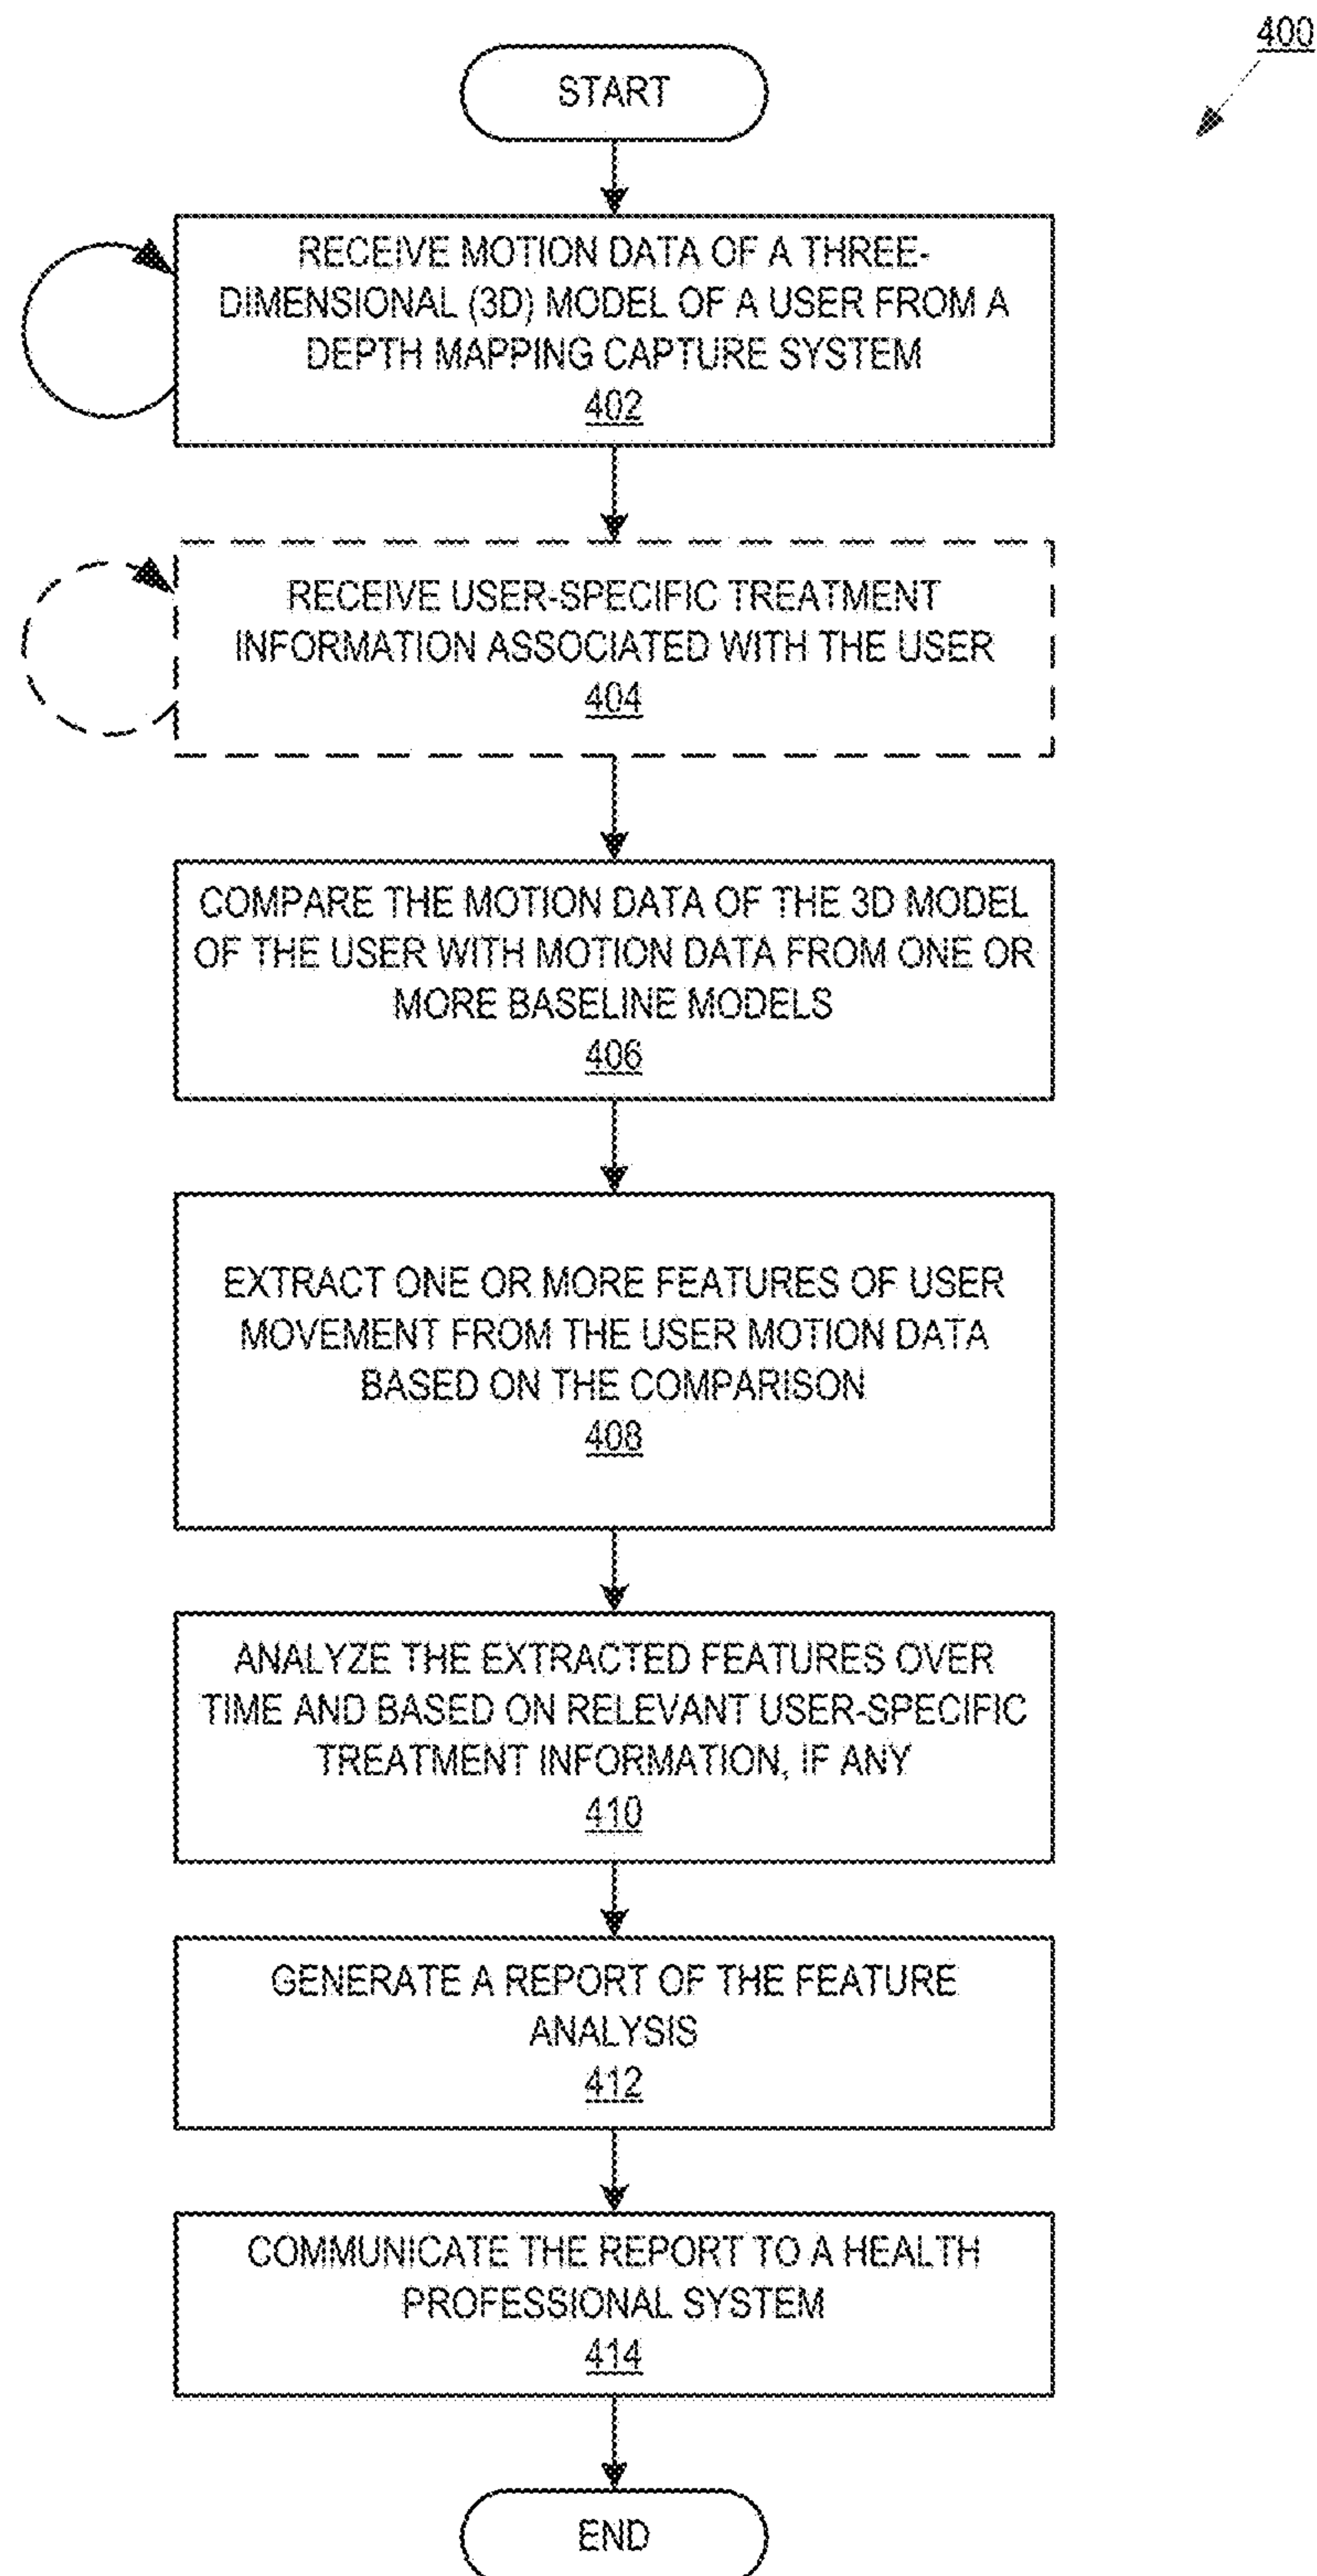 400
START
RECEIVE MOTION DATA OF A THREE-
DIMENSIONAL (3D) MODEL OF A USER FROM A
DEPTH MAPPING CAPTURE SYSTEM
402
RECEIVE USER-SPECIFIC TREATMENT
INFORMATION ASSOCIATED WITH THE USER
404
COMPARE THE MOTION DATA OF THE 3D MODEL
OF THE USER WITH MOTION DATA FROM ONE OR
MORE BASELINE MODELS
406
EXTRACT ONE OR MORE FEATURES OF USER
MOVEMENT FROM THE USER MOTION DATA
BASED ON THE COMPARISON
408
ANALYZE THE EXTRACTED FEATURES OVER
TIME AND BASED ON RELEVANT USER-SPECIFIC
TREATMENT INFORMATION, IF ANY
410
GENERATE A REPORT OF THE FEATURE
ANALYSIS
412
COMMUNICATE THE REPORT TO A HEALTH
PROFESSIONAL SYSTEM
414
END